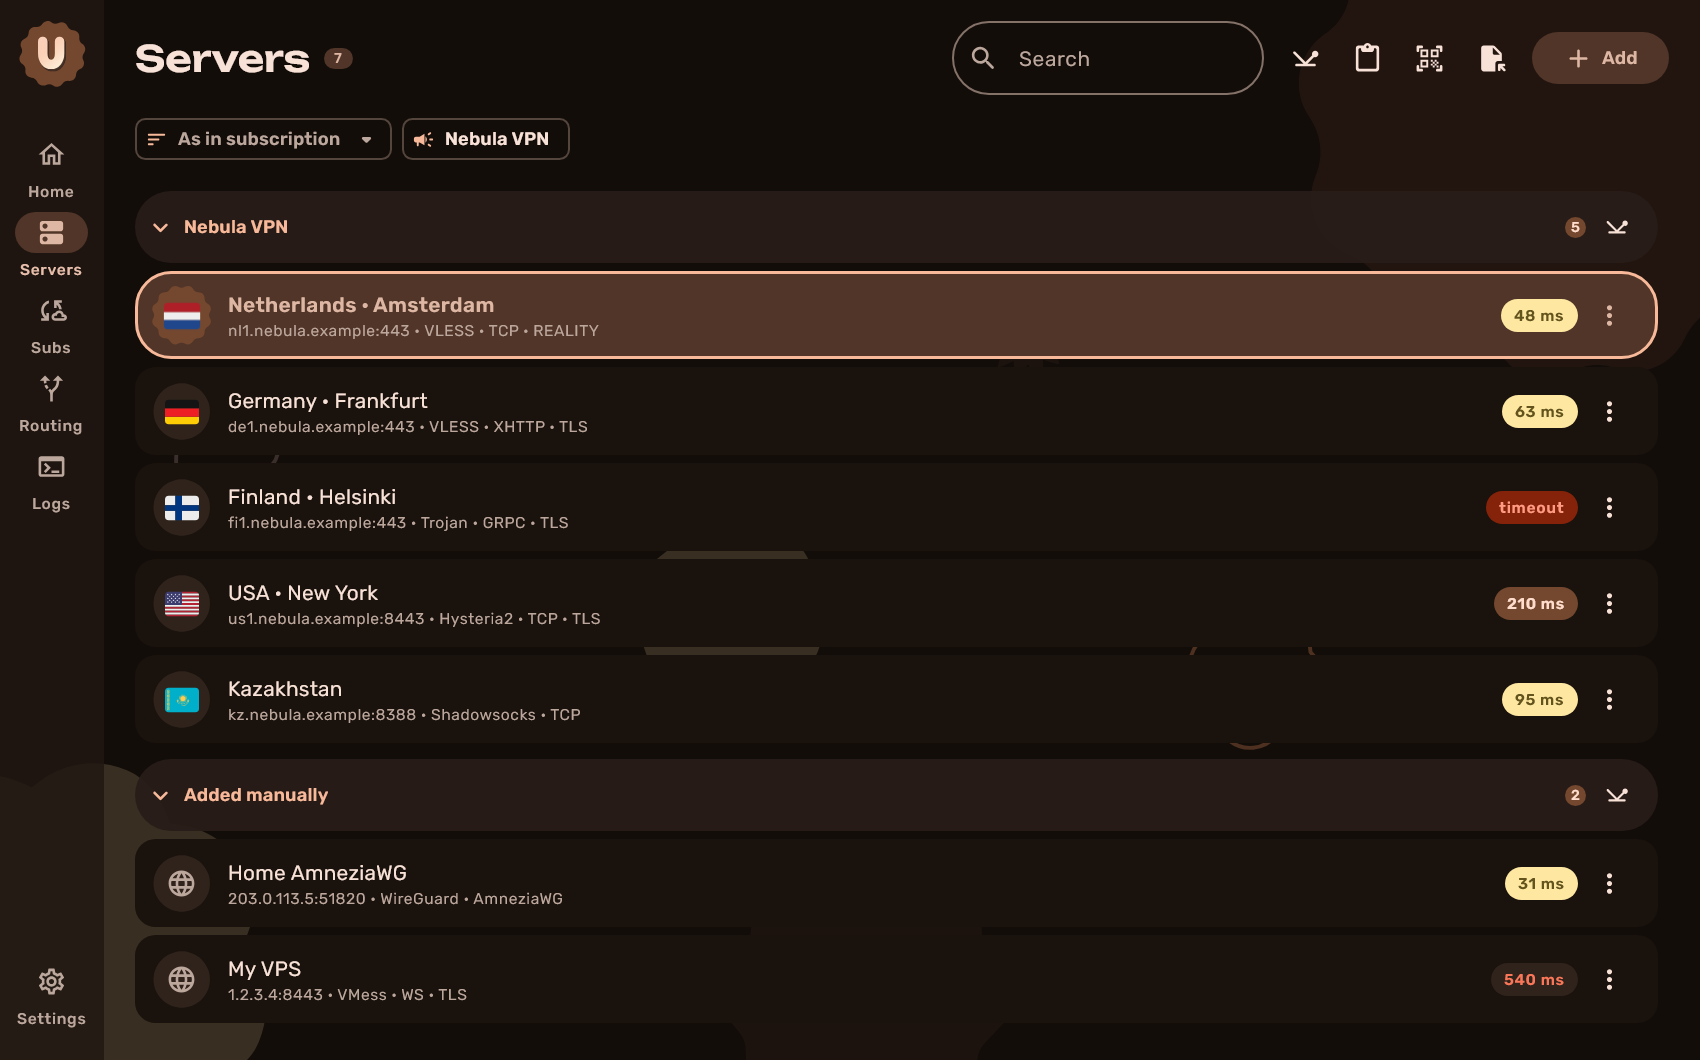 U
Servers
7
Search
Add
As in subscription
Nebula VPN
Home
Servers
Subs
Routing
Logs
Settings
Nebula VPN
5
Netherlands • Amsterdam
nl1.nebula.example:443 • VLESS • TCP • REALITY
48 ms
Germany • Frankfurt
de1.nebula.example:443 • VLESS • XHTTP • TLS
63 ms
Finland • Helsinki
fi1.nebula.example:443 • Trojan • GRPC • TLS
timeout
USA • New York
us1.nebula.example:8443 • Hysteria2 • TCP • TLS
210 ms
Kazakhstan
kz.nebula.example:8388 • Shadowsocks • TCP
95 ms
Added manually
2
Home AmneziaWG
203.0.113.5:51820 • WireGuard • AmneziaWG
31 ms
My VPS
1.2.3.4:8443 • VMess • WS • TLS
540 ms